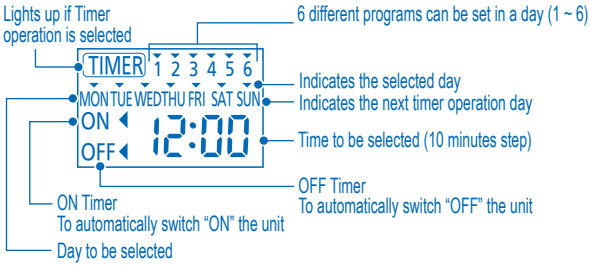 Lights up if Timer
operation is selected
6 different programs can be set in a day (1 ~ 6)
TIMER 1 2 3 4 5 6
Indicates the selected day
MON TUE WED THU FRI SAT SUN
Indicates the next timer operation day
ON
12:00
Time to be selected (10 minutes step)
OFF
OFF Timer
To automatically switch “OFF” the unit
ON Timer
To automatically switch “ON” the unit
Day to be selected